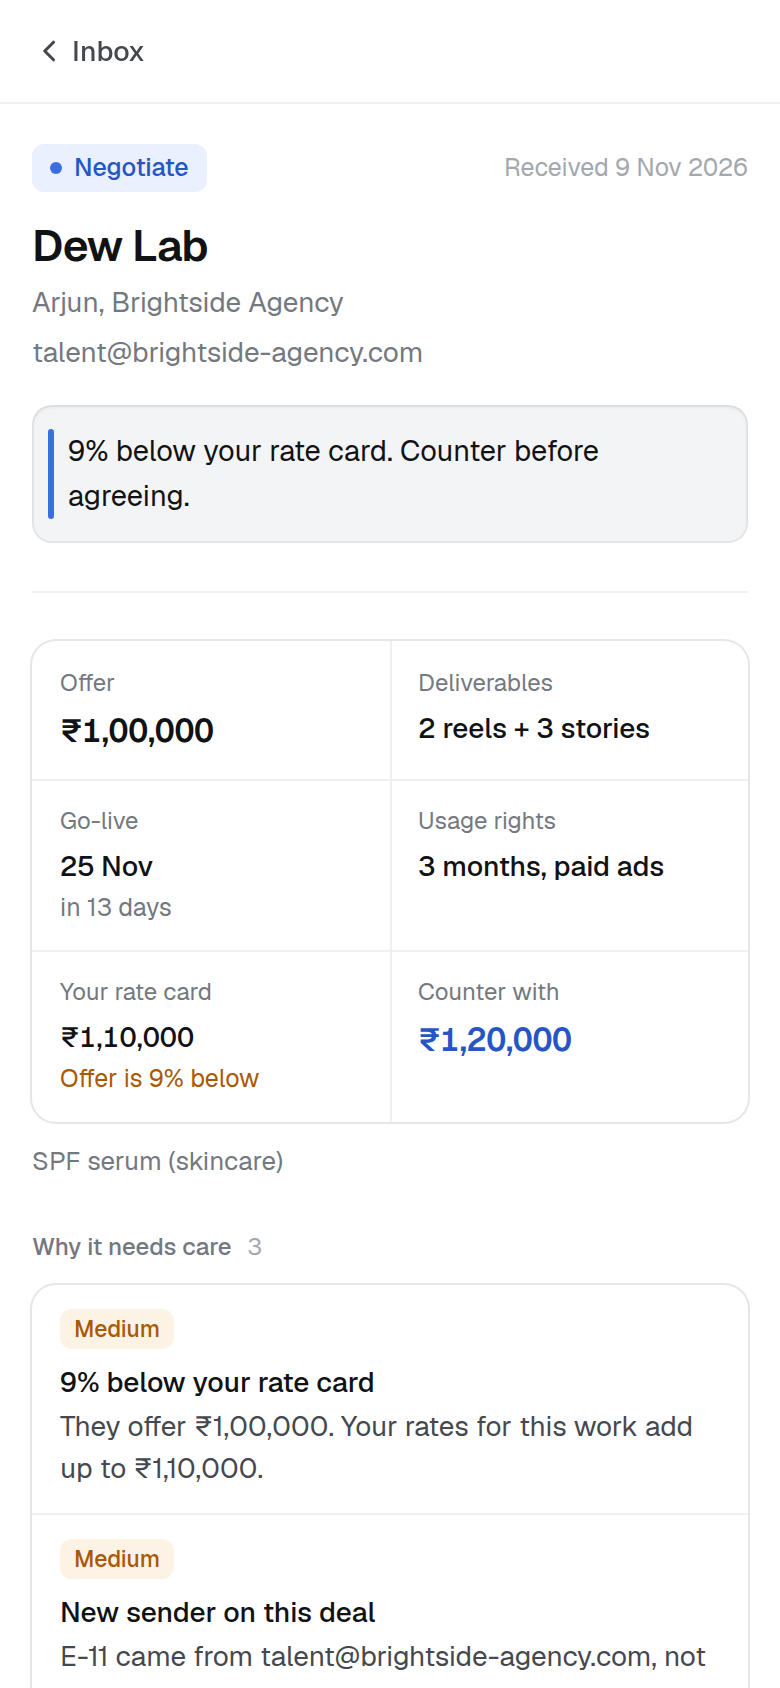 Inbox
Negotiate
Received 9 Nov 2026
Dew Lab
Arjun, Brightside Agency
talent@brightside-agency.com
9% below your rate card. Counter before
agreeing.
Offer
₹1,00,000
Deliverables
2 reels + 3 stories
Go-live
25 Nov
in 13 days
Usage rights
3 months, paid ads
Your rate card
₹1,10,000
Offer is 9% below
Counter with
₹1,20,000
SPF serum (skincare)
Why it needs care 3
Medium
9% below your rate card
They offer ₹1,00,000. Your rates for this work add
up to ₹1,10,000.
Medium
New sender on this deal
E-11 came from talent@brightside-agency.com, not